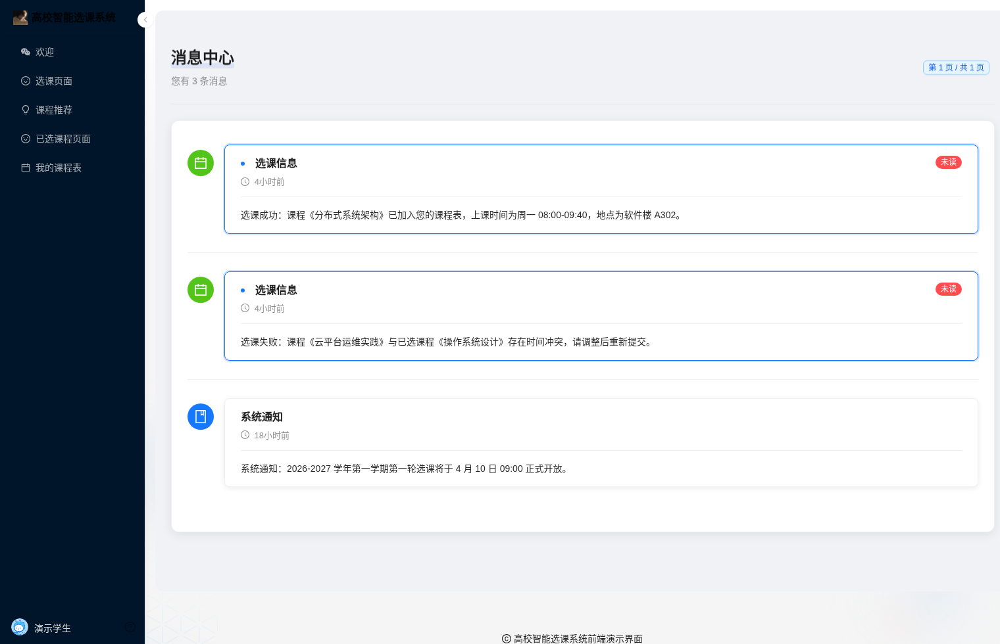 高校智能选课系统
欢迎
选课页面
课程推荐
已选课程页面
我的课程表
演示学生
消息中心
您有 3 条消息
第 1 页 / 共 1 页
选课信息
未读
4小时前
选课成功：课程《分布式系统架构》已加入您的课程表，上课时间为周一 08:00-09:40，地点为软件楼 A302。
选课信息
未读
4小时前
选课失败：课程《云平台运维实践》与已选课程《操作系统设计》存在时间冲突，请调整后重新提交。
系统通知
18小时前
系统通知：2026-2027 学年第一学期第一轮选课将于 4 月 10 日 09:00 正式开放。
© 高校智能选课系统前端演示界面